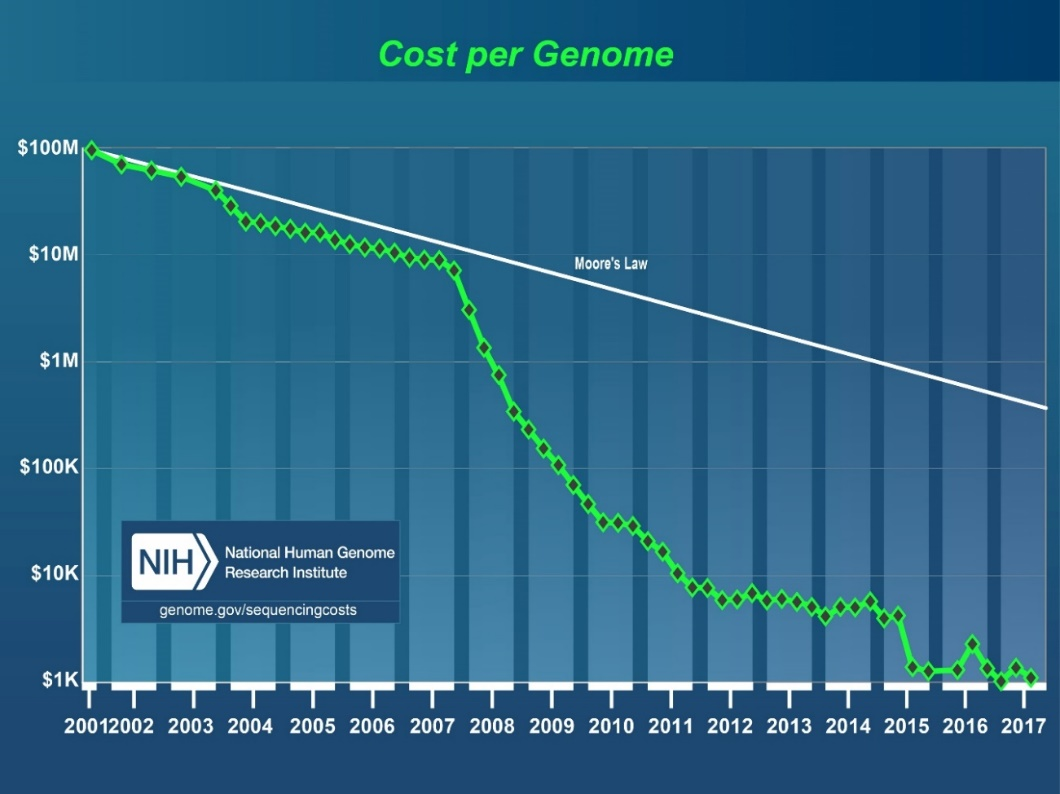 Cost per Genome
$100M
$10M
Moore's Law
$1M
$100K
$10K
NIH
National Human Genome
Research Institute
genome.gov/sequencingcosts
$1K
2001 2002 2003 2004 2005 2006 2007 2008 2009 2010 2011 2012 2013 2014 2015 2016 2017